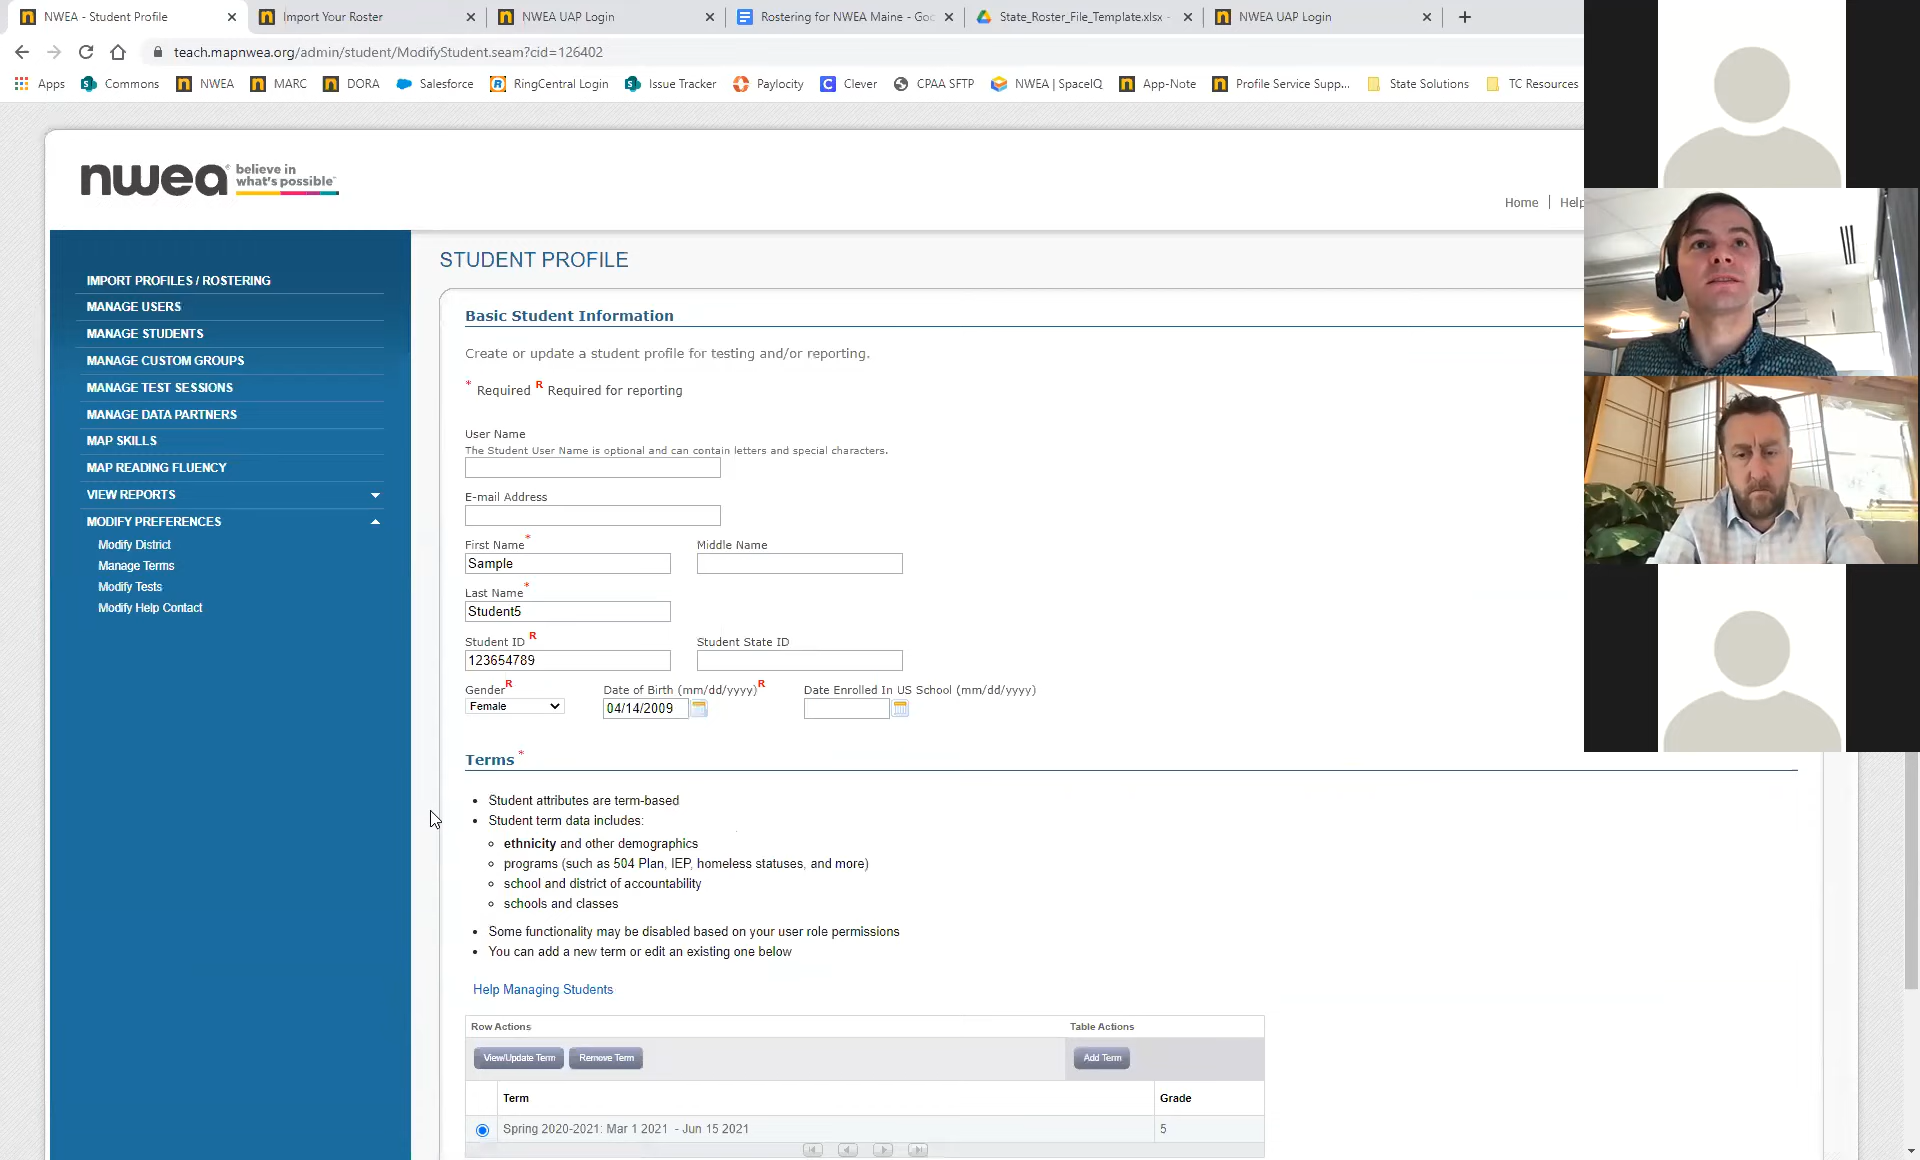 NWEA - Student Profile
Import Your Roster
NWEA UAP Login
Rostering for NWEA Maine - Goo
State_Roster_File_Template.xlsx -
NWEA UAP Login
teach.mapnwea.org/admin/student/ModifyStudent.seam?cid=126402
Apps
Commons
NWEA
MARC
DORA
Salesforce
RingCentral Login
Issue Tracker
Paylocity
Clever
CPAA SFTP
NWEA | SpaceIQ
App-Note
Profile Service Supp...
State Solutions
TC Resources
nwea believe in
what's possible
Home
Help
IMPORT PROFILES / ROSTERING
MANAGE USERS
MANAGE STUDENTS
MANAGE CUSTOM GROUPS
MANAGE TEST SESSIONS
MANAGE DATA PARTNERS
MAP SKILLS
MAP READING FLUENCY
VIEW REPORTS
MODIFY PREFERENCES
Modify District
Manage Terms
Modify Tests
Modify Help Contact
STUDENT PROFILE
Basic Student Information
Create or update a student profile for testing and/or reporting.
* Required R Required for reporting
User Name
The Student User Name is optional and can contain letters and special characters.
E-mail Address
First Name* Middle Name
Sample
Last Name*
Student5
Student ID R Student State ID
123654789
Gender R Date of Birth (mm/dd/yyyy) R Date Enrolled In US School (mm/dd/yyyy)
Female 04/14/2009
Terms *
• Student attributes are term-based
• Student term data includes:
ethnicity and other demographics
programs (such as 504 Plan, IEP, homeless statuses, and more)
school and district of accountability
schools and classes
• Some functionality may be disabled based on your user role permissions
• You can add a new term or edit an existing one below
Help Managing Students
Row Actions Table Actions
View/Update Term Remove Term Add Term
Term Grade
Spring 2020-2021: Mar 1 2021 - Jun 15 2021 5